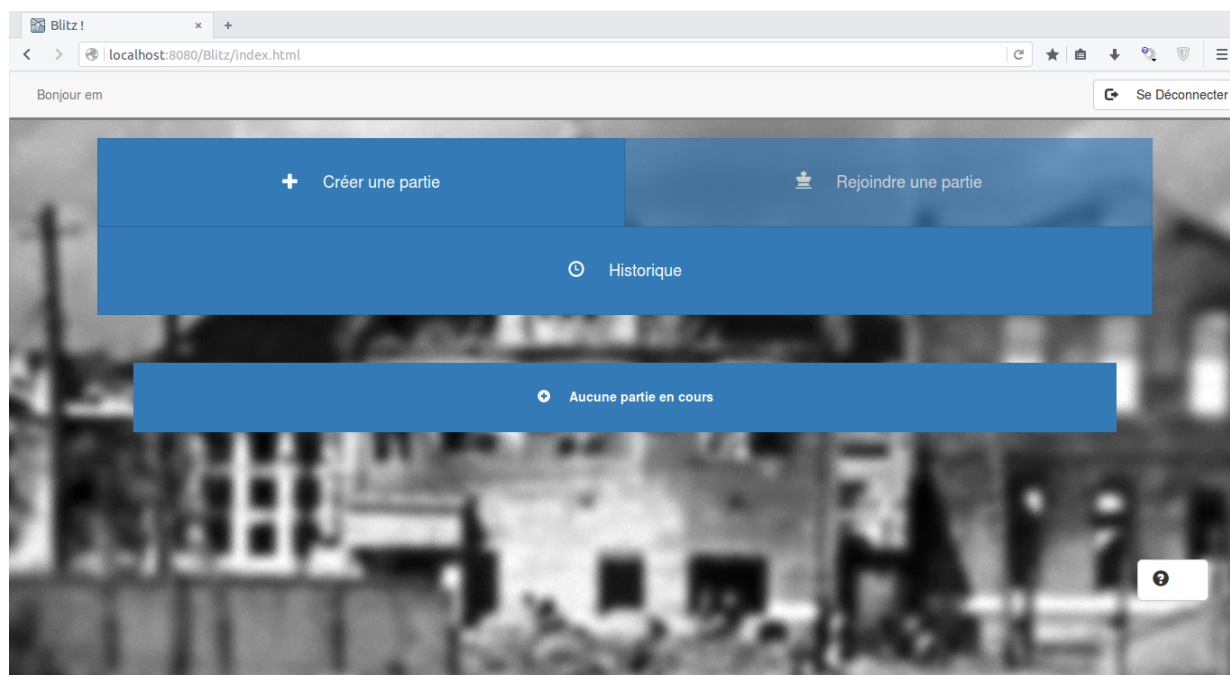 Blitz !
localhost:8080/Blitz/index.html
Bonjour em
Se Déconnecter
Créer une partie
Rejoindre une partie
Historique
Aucune partie en cours